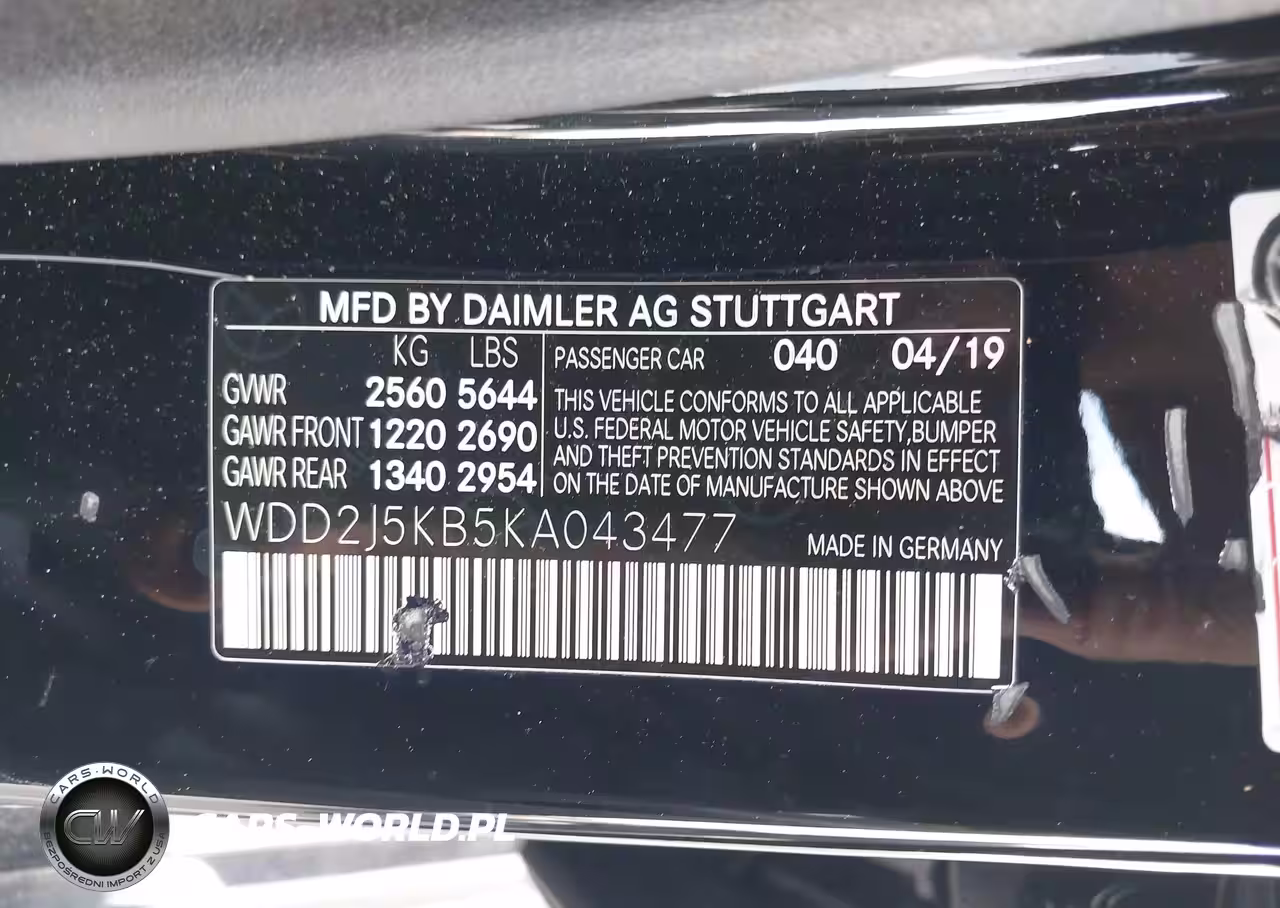 MFD BY DAIMLER AG STUTTGART
KG LBS
GVWR 2560 5644
GAWR FRONT 1220 2690
GAWR REAR 1340 2954
PASSENGER CAR 040 04/19
THIS VEHICLE CONFORMS TO ALL APPLICABLE
U.S. FEDERAL MOTOR VEHICLE SAFETY,BUMPER
AND THEFT PREVENTION STANDARDS IN EFFECT
ON THE DATE OF MANUFACTURE SHOWN ABOVE
WDD2J5KB5KA043477
MADE IN GERMANY
CARS-WORLD
CW
BEZPOŚREDNI IMPORT Z USA
CARS-WORLD.PL